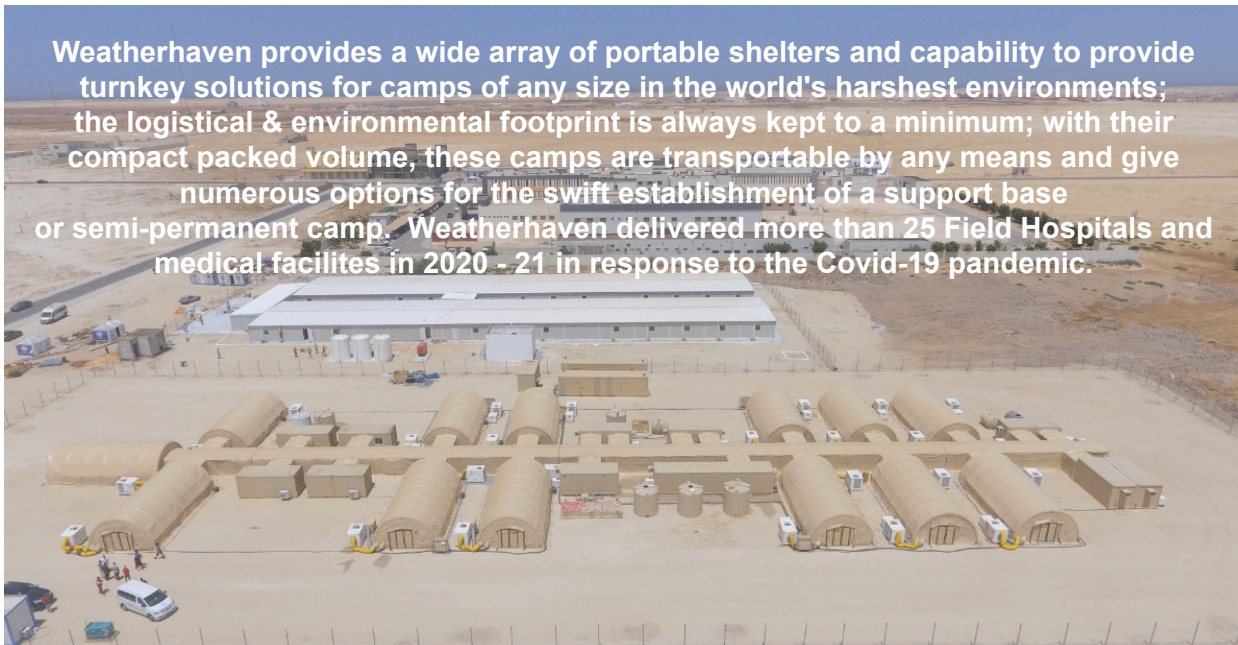 Weatherhaven provides a wide array of portable shelters and capability to provide
turnkey solutions for camps of any size in the world's harshest environments;
the logistical & environmental footprint is always kept to a minimum; with their
compact packed volume, these camps are transportable by any means and give
numerous options for the swift establishment of a support base
or semi-permanent camp.  Weatherhaven delivered more than 25 Field Hospitals and
medical facilites in 2020 - 21 in response to the Covid-19 pandemic.